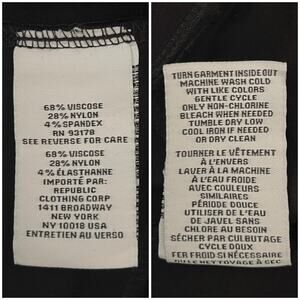 68% VISCOSE
28% NYLON
4% SPANDEX
RN 93178
SEE REVERSE FOR CARE
68% VISCOSE
28% NYLON
4% ÉLASTHANNE
IMPORTÉ PAR:
REPUBLIC
CLOTHING CORP
1411 BROADWAY
NEW YORK
NY 10018 USA
ENTRETIEN AU VERSO
TURN GARMENT INSIDE OUT
MACHINE WASH COLD
WITH LIKE COLORS
GENTLE CYCLE
ONLY NON-CHLORINE
BLEACH WHEN NEEDED
TUMBLE DRY LOW
COOL IRON IF NEEDED
OR DRY CLEAN
TOURNER LE VÊTEMENT
À L'ENVERS
LAVER À LA MACHINE
À L'EAU FROIDE
AVEC COULEURS
SIMILAIRES
PÉRIODE DOUCE
UTILISER DE L'EAU
DE JAVEL SANS
CHLORE AU BESOIN
SÉCHER PAR CULBUTAGE
CYCLE DOUX
FER FROID SI NÉCESSAIRE
OU LE NETTOYAGE À SEC